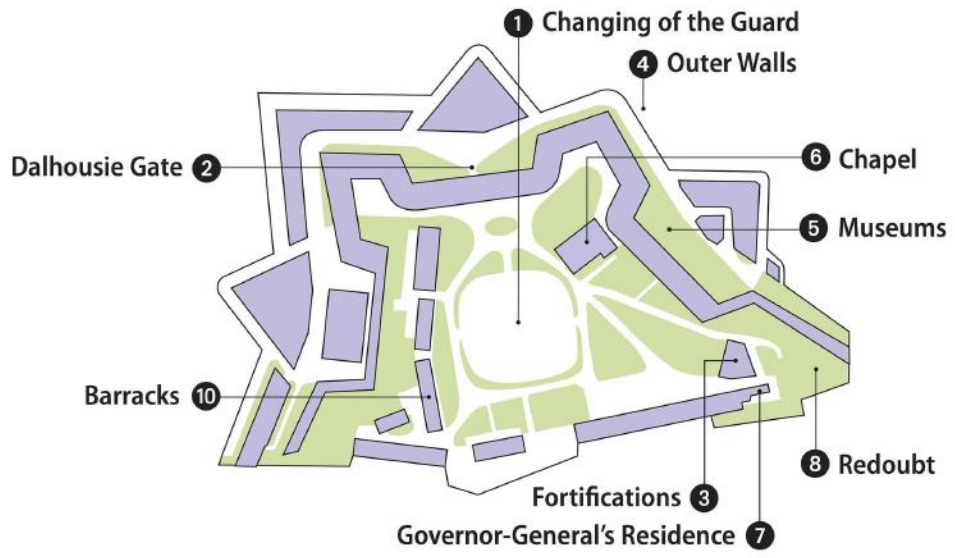 1 Changing of the Guard
4 Outer Walls
Dalhousie Gate 2
6 Chapel
5 Museums
Barracks 10
8 Redoubt
Fortifications 3
Governor-General's Residence 7